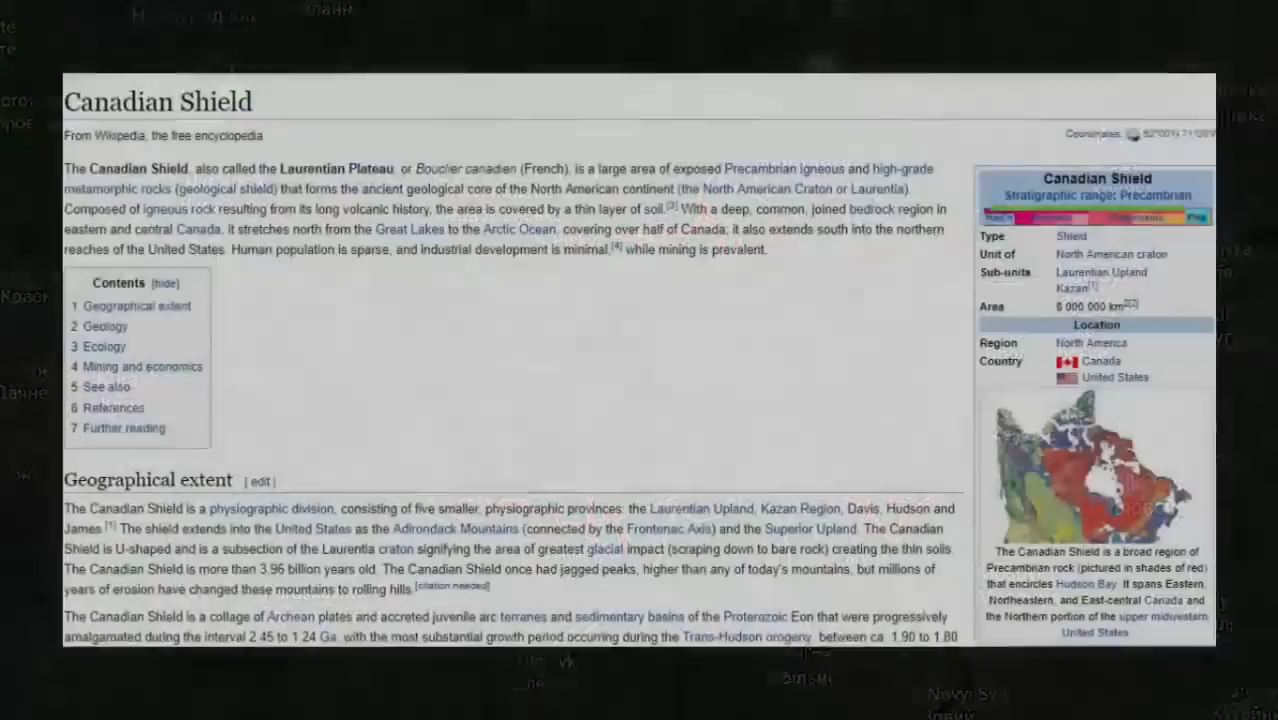 Canadian Shield
From Wikipedia, the free encyclopedia
The Canadian Shield, also called the Laurentian Plateau, or Bouclier canadien (French), is a large area of exposed Precambrian igneous and high-grade
metamorphic rocks (geological shield) that forms the ancient geological core of the North American continent (the North American Craton or Laurentia).
Composed of igneous rock resulting from its long volcanic history, the area is covered by a thin layer of soil.[3] With a deep, common, joined bedrock region in
eastern and central Canada, it stretches north from the Great Lakes to the Arctic Ocean, covering over half of Canada; it also extends south into the northern
reaches of the United States. Human population is sparse, and industrial development is minimal,[4] while mining is prevalent.
Contents [hide]
1 Geographical extent
2 Geology
3 Ecology
4 Mining and economics
5 See also
6 References
7 Further reading
Geographical extent [edit]
The Canadian Shield is a physiographic division, consisting of five smaller, physiographic provinces: the Laurentian Upland, Kazan Region, Davis, Hudson and
James.[1] The shield extends into the United States as the Adirondack Mountains (connected by the Frontenac Axis) and the Superior Upland. The Canadian
Shield is U-shaped and is a subsection of the Laurentia craton signifying the area of greatest glacial impact (scraping down to bare rock) creating the thin soils.
The Canadian Shield is more than 3.96 billion years old. The Canadian Shield once had jagged peaks, higher than any of today's mountains, but millions of
years of erosion have changed these mountains to rolling hills.[citation needed]
The Canadian Shield is a collage of Archean plates and accreted juvenile arc terranes and sedimentary basins of the Proterozoic Eon that were progressively
amalgamated during the interval 2.45 to 1.24 Ga, with the most substantial growth period occurring during the Trans-Hudson orogeny, between ca. 1.90 to 1.80
Coordinates:
Canadian Shield
Stratigraphic range: Precambrian
Type Shield
Unit of North American craton
Sub-units Laurentian Upland
Kazan[1]
Area 8 000 000 km2[2]
Location
Region North America
Country Canada
United States
The Canadian Shield is a broad region of
Precambrian rock (pictured in shades of red)
that encircles Hudson Bay. It spans Eastern,
Northeastern, and East-central Canada and
the Northern portion of the upper midwestern
United States